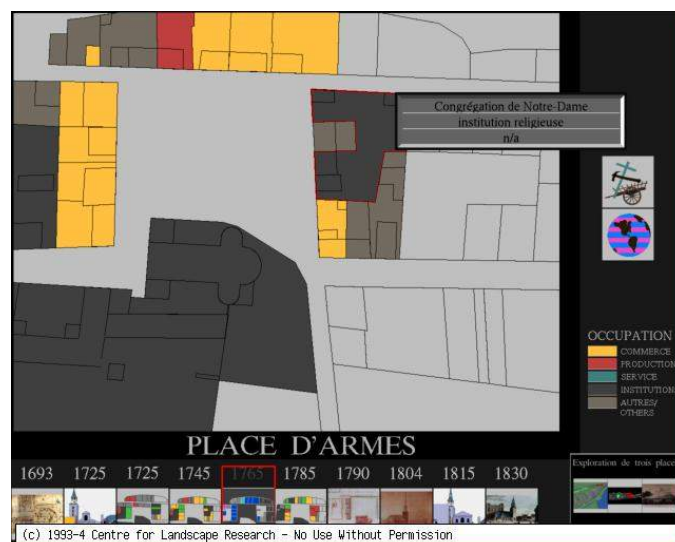 Congrégation de Notre-Dame
institution religieuse
n/a
OCCUPATION
COMMERCE
PRODUCTION
SERVICE
INSTITUTION
AUTRES/
OTHERS
PLACE D'ARMES
1693 1725 1725 1745 1765 1785 1790 1804 1815 1830
Exploration de trois place
(c) 1993-4 Centre for Landscape Research - No Use Without Permission